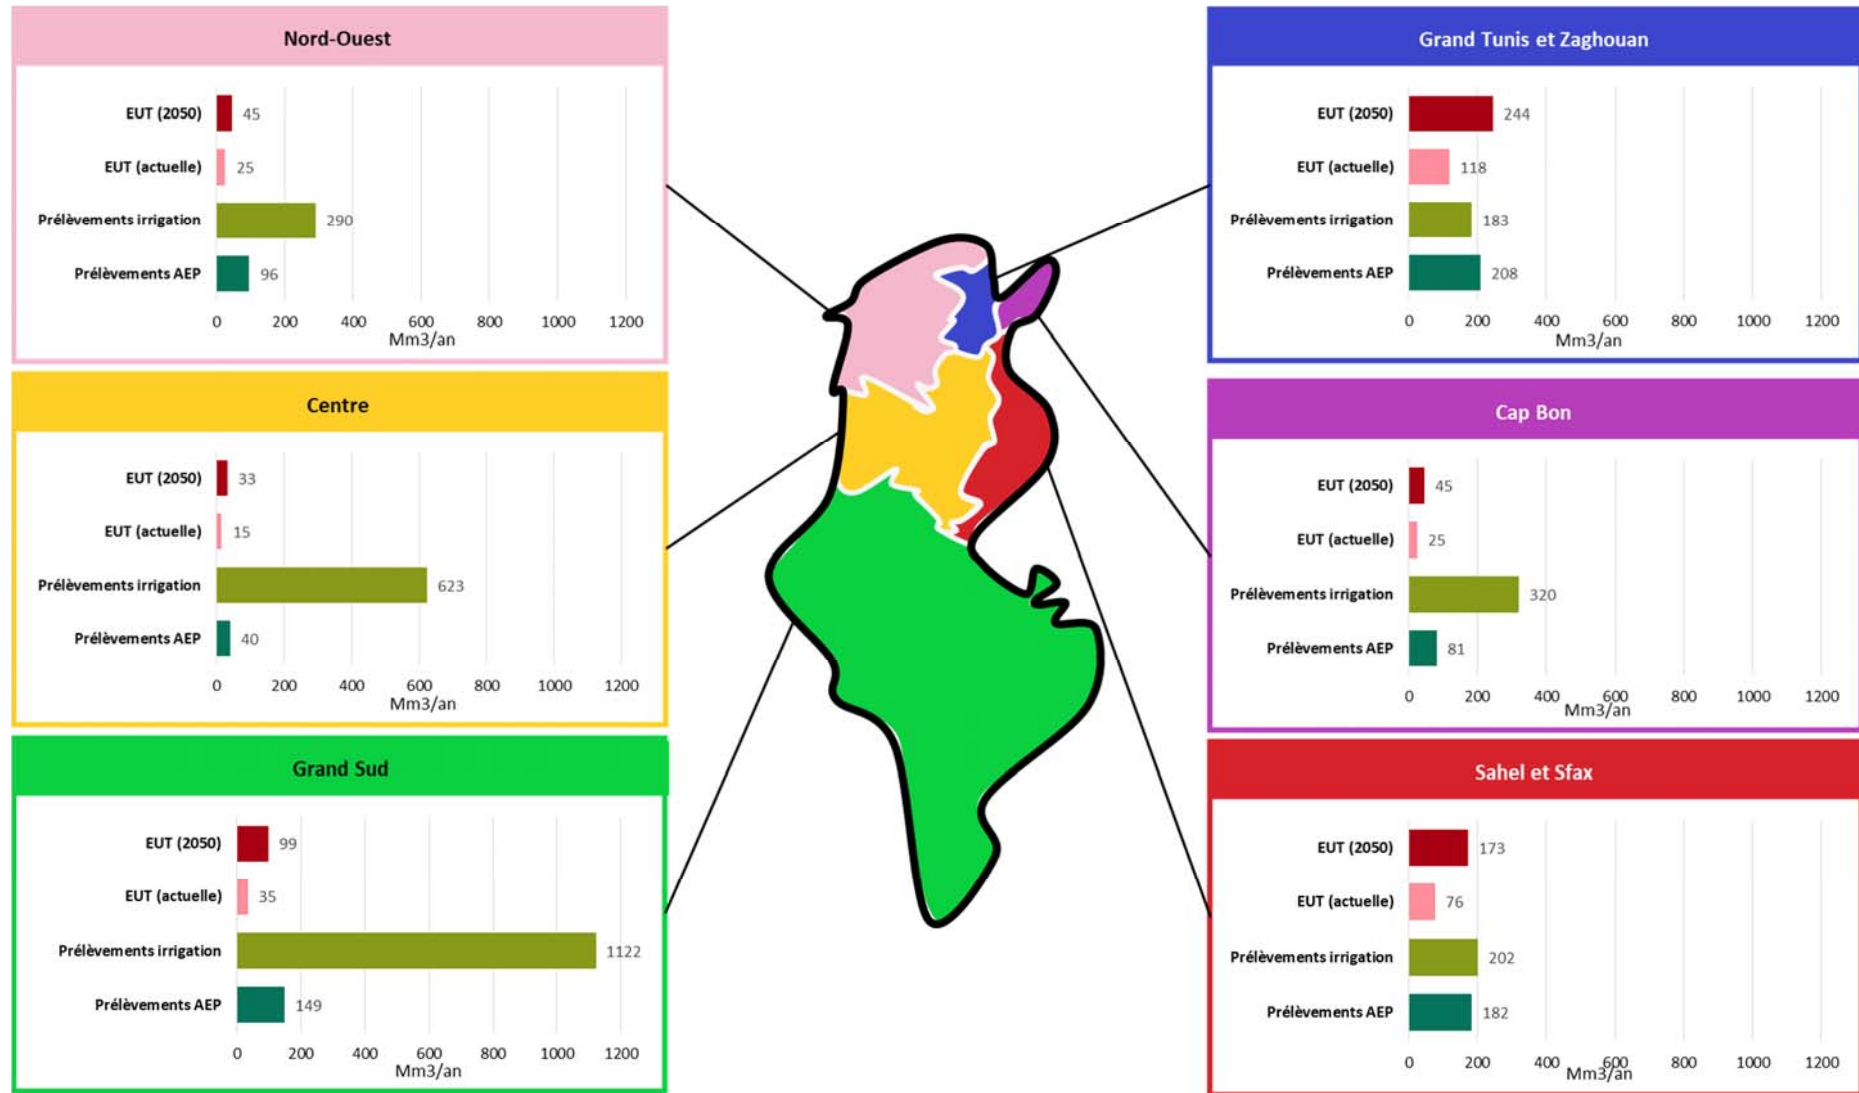 Nord-Ouest
EUT (2050) 45
EUT (actuelle) 25
Prélèvements irrigation 290
Prélèvements AEP 96
0 200 400 600 800 1000 1200
Mm3/an
Centre
EUT (2050) 33
EUT (actuelle) 15
Prélèvements irrigation 623
Prélèvements AEP 40
0 200 400 600 800 1000 1200
Mm3/an
Grand Sud
EUT (2050) 99
EUT (actuelle) 35
Prélèvements irrigation 1122
Prélèvements AEP 149
0 200 400 600 800 1000 1200
Mm3/an
Grand Tunis et Zaghouan
EUT (2050) 244
EUT (actuelle) 118
Prélèvements irrigation 183
Prélèvements AEP 208
0 200 400 600 800 1000 1200
Mm3/an
Cap Bon
EUT (2050) 45
EUT (actuelle) 25
Prélèvements irrigation 320
Prélèvements AEP 81
0 200 400 600 800 1000 1200
Mm3/an
Sahel et Sfax
EUT (2050) 173
EUT (actuelle) 76
Prélèvements irrigation 202
Prélèvements AEP 182
0 200 400 600 800 1000 1200
Mm3/an